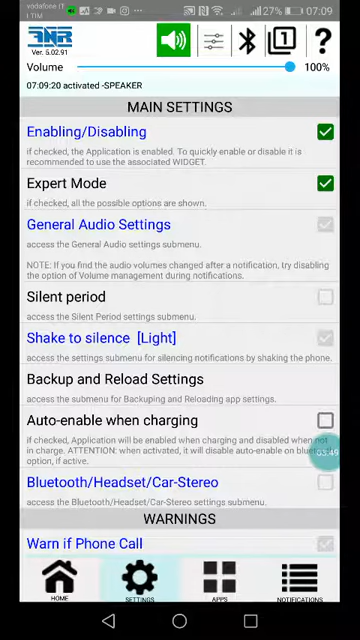 vodafone IT
TIM
27%
07:09
Ver. 5.02.91
1
?
Volume
100%
07:09:20 activated -SPEAKER
MAIN SETTINGS
Enabling/Disabling
if checked, the Application is enabled. To quickly enable or disable it is
recommended to use the associated WIDGET.
Expert Mode
if checked, all the possible options are shown.
General Audio Settings
access the General Audio settings submenu.
NOTE: If you find the audio volumes changed after a notification, try disabling
the option of Volume management during notifications.
Silent period
access the Silent Period settings submenu.
Shake to silence [Light]
access the settings submenu for silencing notifications by shaking the phone.
Backup and Reload Settings
access the submenu for Backuping and Reloading app settings.
Auto-enable when charging
if checked, Application will be enabled when charging and disabled when not
in charge. ATTENTION: when activated, it will disable auto-enable on
option, if active.
03:49
Bluetooth/Headset/Car-Stereo
access the Bluetooth/Headset/Car-Stereo settings submenu.
WARNINGS
Warn if Phone Call
HOME
SETTINGS
APPS
NOTIFICATIONS